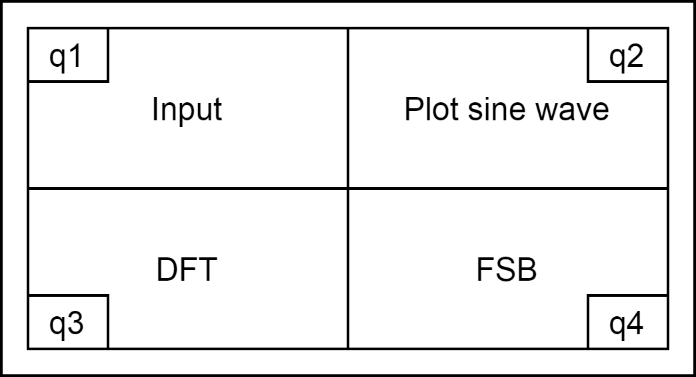 q1
q2
Input
Plot sine wave
DFT
FSB
q3
q4